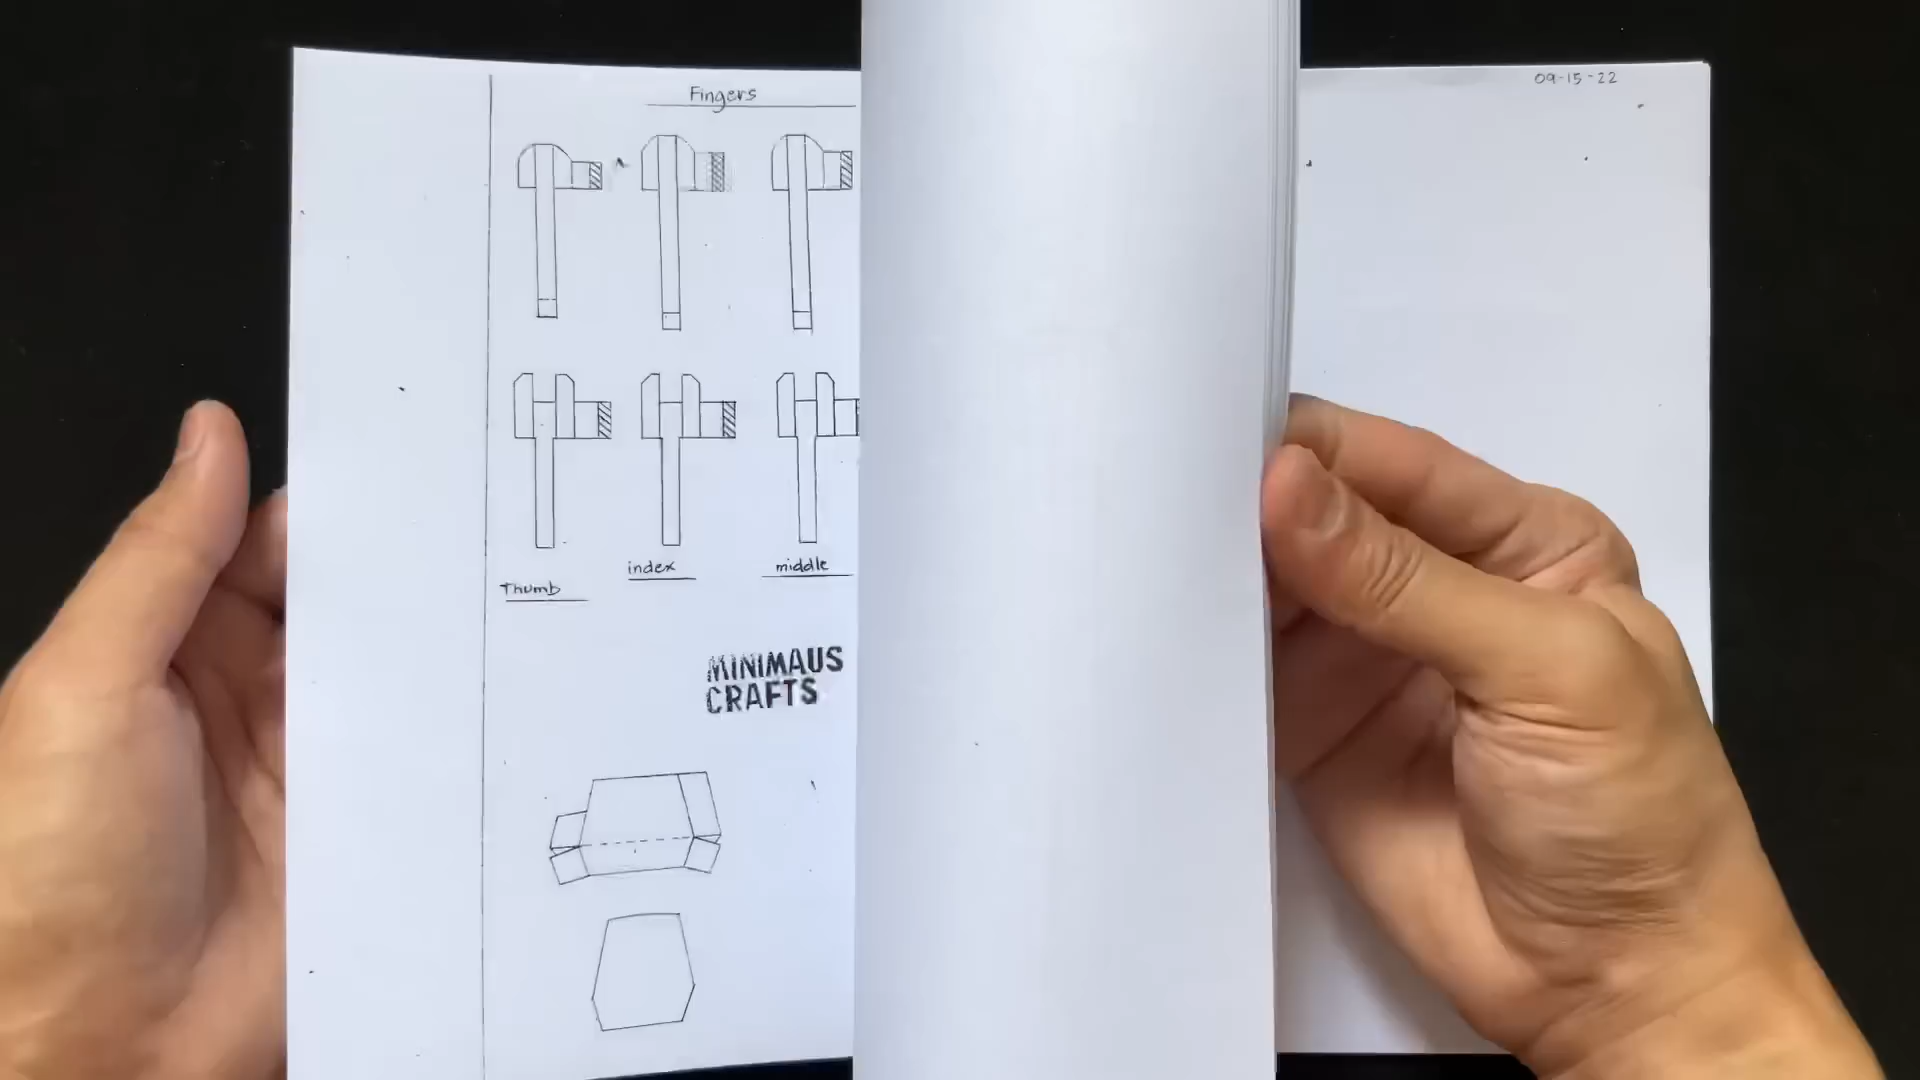 Fingers
09-15-22
index
middle
Thumb
MINIMAUS
CRAFTS